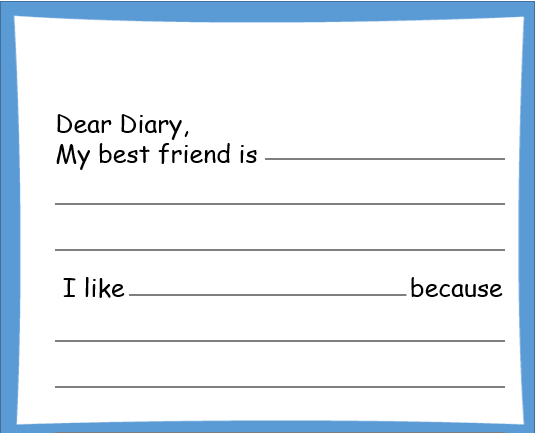 Dear Diary,
My best friend is
I like because